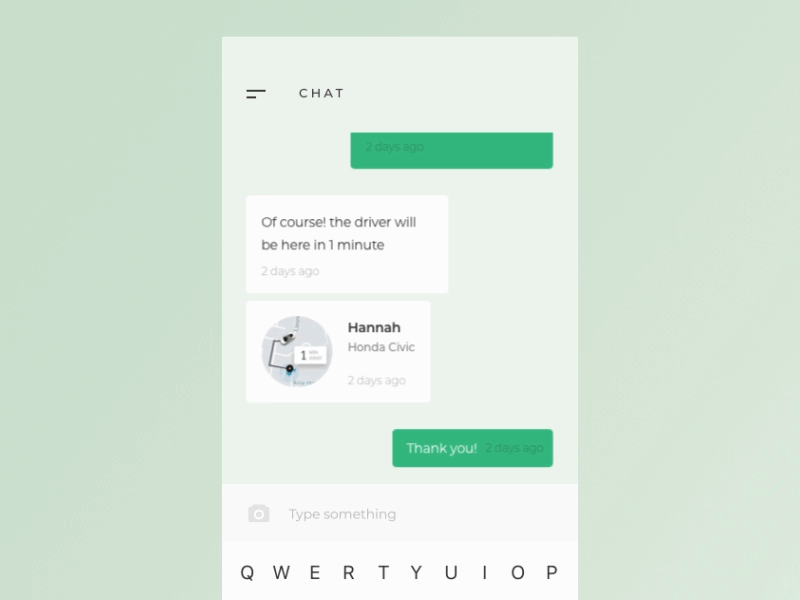 CHAT
2 days ago
Of course! the driver will
be here in 1 minute
2 days ago
Hannah
Honda Civic
2 days ago
1
Thank you! 2 days ago
Type something
Q W E R T Y U I O P